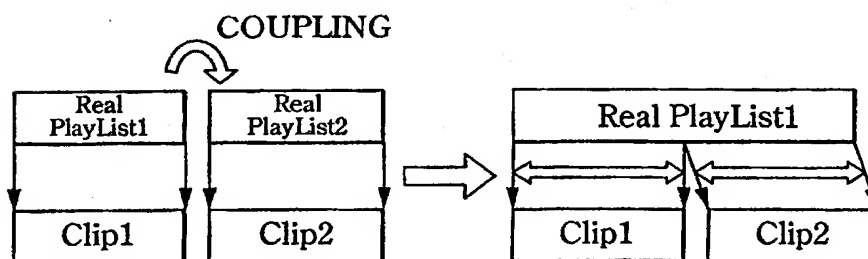 COUPLING
Real
PlayList1
Real
PlayList2
Real PlayList1
Clip1
Clip2
Clip1
Clip2